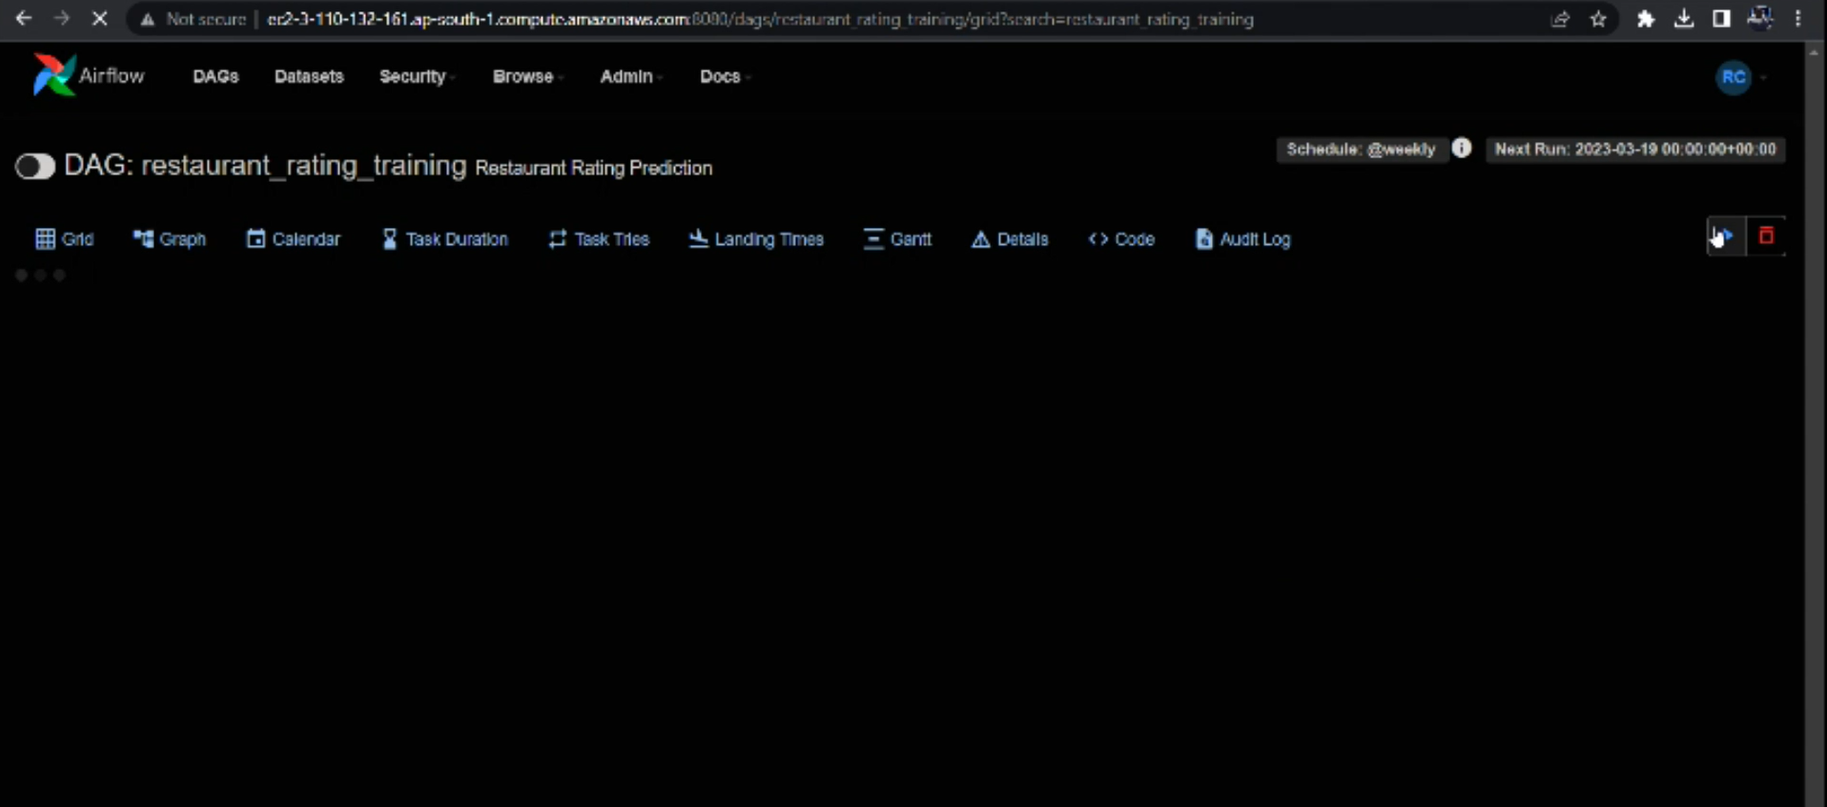 Not secure | ec2-3-110-132-161.ap-south-1.compute.amazonaws.com:8080/dags/restaurant_rating_training/grid?search=restaurant_rating_training
Airflow DAGs Datasets Security Browse Admin Docs RC
Schedule: @weekly Next Run: 2023-03-19 00:00:00+00:00
DAG: restaurant_rating_training Restaurant Rating Prediction
Grid Graph Calendar Task Duration Task Tries Landing Times Gantt Details <> Code Audit Log